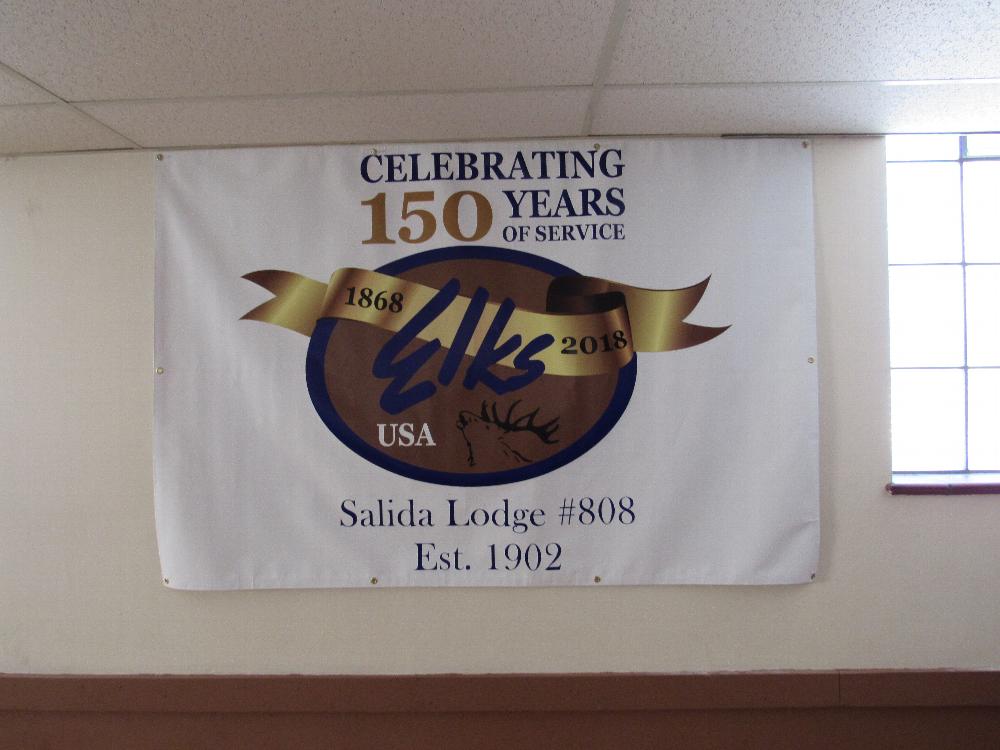 CELEBRATING
150 YEARS
OF SERVICE
1868
Elks
2018
USA
Salida Lodge #808
Est. 1902